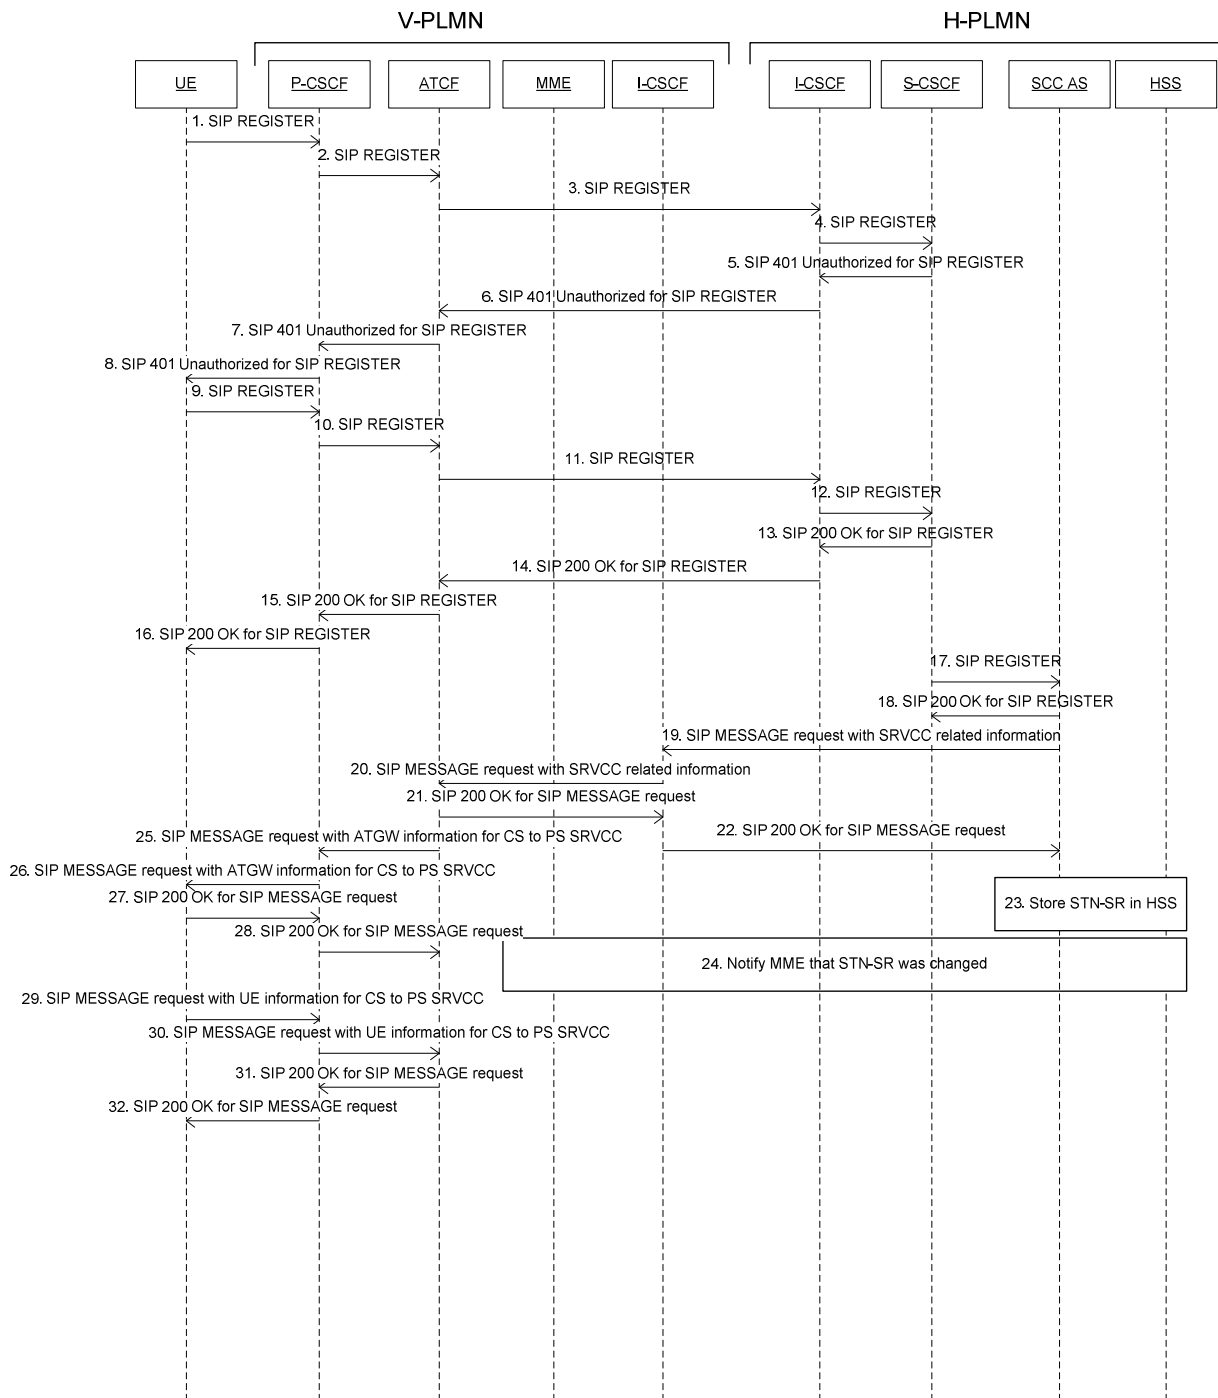 V-PLMN
H-PLMN
UE
P-CSCF
ATCF
MME
I-CSCF
I-CSCF
S-CSCF
SCC AS
HSS
1. SIP REGISTER
2. SIP REGISTER
3. SIP REGISTER
4. SIP REGISTER
5. SIP 401 Unauthorized for SIP REGISTER
6. SIP 401 Unauthorized for SIP REGISTER
7. SIP 401 Unauthorized for SIP REGISTER
8. SIP 401 Unauthorized for SIP REGISTER
9. SIP REGISTER
10. SIP REGISTER
11. SIP REGISTER
12. SIP REGISTER
13. SIP 200 OK for SIP REGISTER
14. SIP 200 OK for SIP REGISTER
15. SIP 200 OK for SIP REGISTER
16. SIP 200 OK for SIP REGISTER
17. SIP REGISTER
18. SIP 200 OK for SIP REGISTER
19. SIP MESSAGE request with SRVCC related information
20. SIP MESSAGE request with SRVCC related information
21. SIP 200 OK for SIP MESSAGE request
25. SIP MESSAGE request with ATGW information for CS to PS SRVCC
22. SIP 200 OK for SIP MESSAGE request
26. SIP MESSAGE request with ATGW information for CS to PS SRVCC
27. SIP 200 OK for SIP MESSAGE request
23. Store STN-SR in HSS
28. SIP 200 OK for SIP MESSAGE request
24. Notify MME that STN-SR was changed
29. SIP MESSAGE request with UE information for CS to PS SRVCC
30. SIP MESSAGE request with UE information for CS to PS SRVCC
31. SIP 200 OK for SIP MESSAGE request
32. SIP 200 OK for SIP MESSAGE request